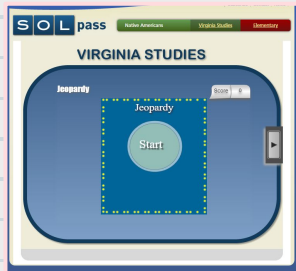 SOL pass
Native Americans Virginia Studies Elementary
VIRGINIA STUDIES
Jeopardy
Score 0
Jeopardy
Start